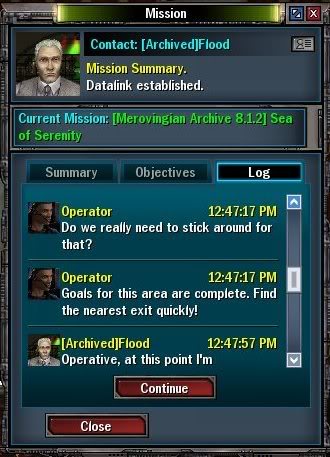 Mission
Contact: [Archived]Flood
Mission Summary.
Datalink established.
Current Mission: [Merovingian Archive 8.1.2] Sea
of Serenity
Summary
Objectives
Log
Operator 12:47:17 PM
Do we really need to stick around for
that?
Operator 12:47:17 PM
Goals for this area are complete. Find
the nearest exit quickly!
[Archived]Flood 12:47:57 PM
Operative, at this point I'm
Continue
Close